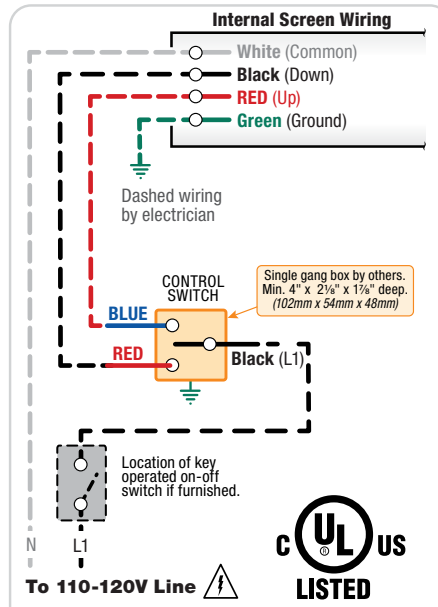 Internal Screen Wiring
White (Common)
Black (Down)
RED (Up)
Green (Ground)
Dashed wiring
by electrician
Single gang box by others.
Min. 4" x 2⅛" x 1⅞" deep.
(102mm x 54mm x 48mm)
CONTROL
SWITCH
BLUE
RED
Black (L1)
Location of key
operated on-off
switch if furnished.
N
L1
To 110-120V Line
C UL ® US
LISTED